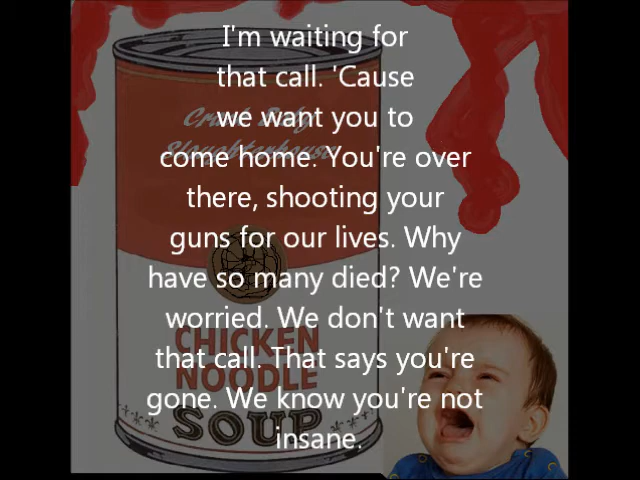 I'm waiting for
that call. 'Cause
we want you to
come home. You're over
there, shooting your
guns for our lives. Why
have so many died? We're
worried. We don't want
that call. That says you're
gone. We know you're not
insane.
Slaughterhouse
CHICKEN
NOODLE
SOUP